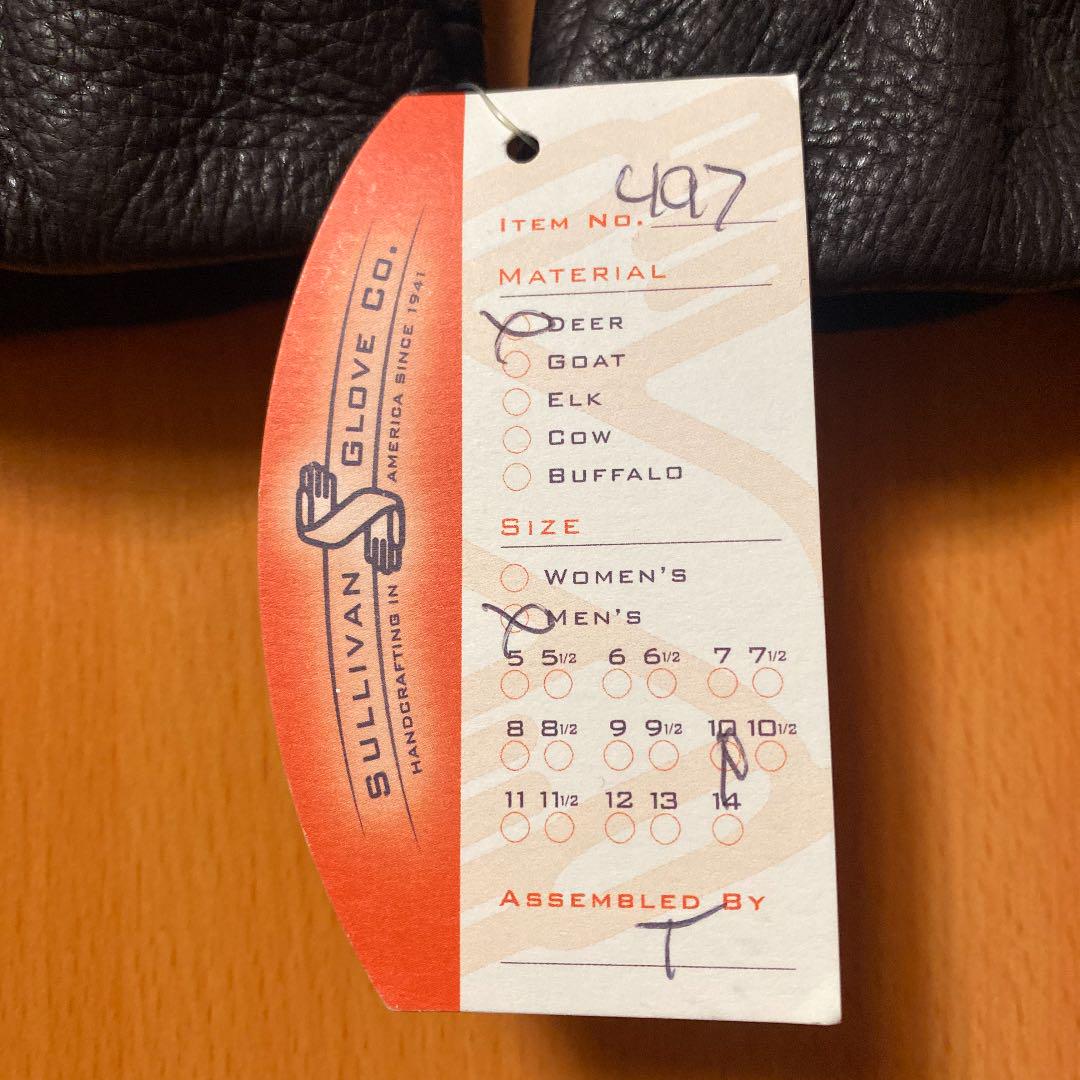 SULLIVAN GLOVE CO.
HANDCRAFTING IN AMERICA SINCE 1941
ITEM NO. 497
MATERIAL
DEER
GOAT
ELK
COW
BUFFALO
SIZE
WOMEN'S
MEN'S
5 5 1/2 6 6 1/2 7 7 1/2
8 8 1/2 9 9 1/2 10 10 1/2
11 11 1/2 12 13 14
ASSEMBLED BY
T